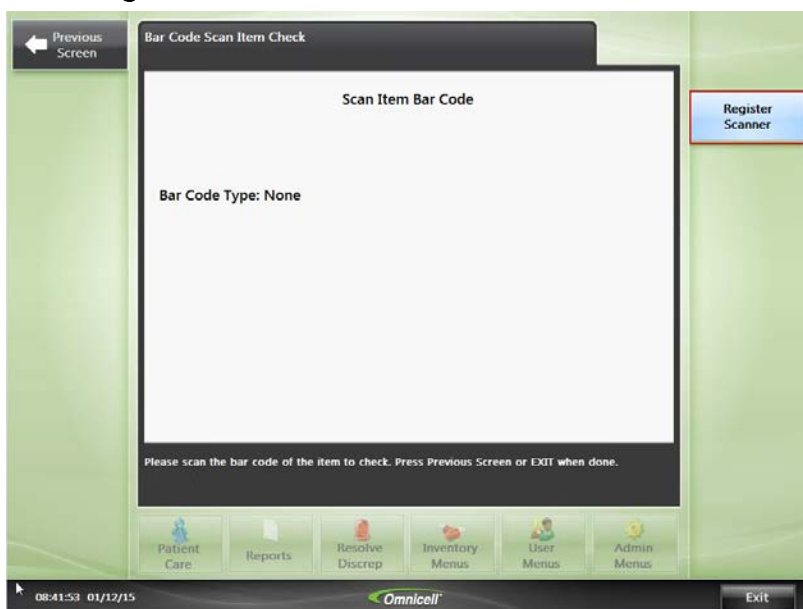 Previous
Screen
Bar Code Scan Item Check
Scan Item Bar Code
Register
Scanner
Bar Code Type: None
Please scan the bar code of the item to check. Press Previous Screen or EXIT when done.
Patient
Care
Reports
Resolve
Discrep
Inventory
Menus
User
Menus
Admin
Menus
08:41:53 01/12/15
Omnicell
Exit